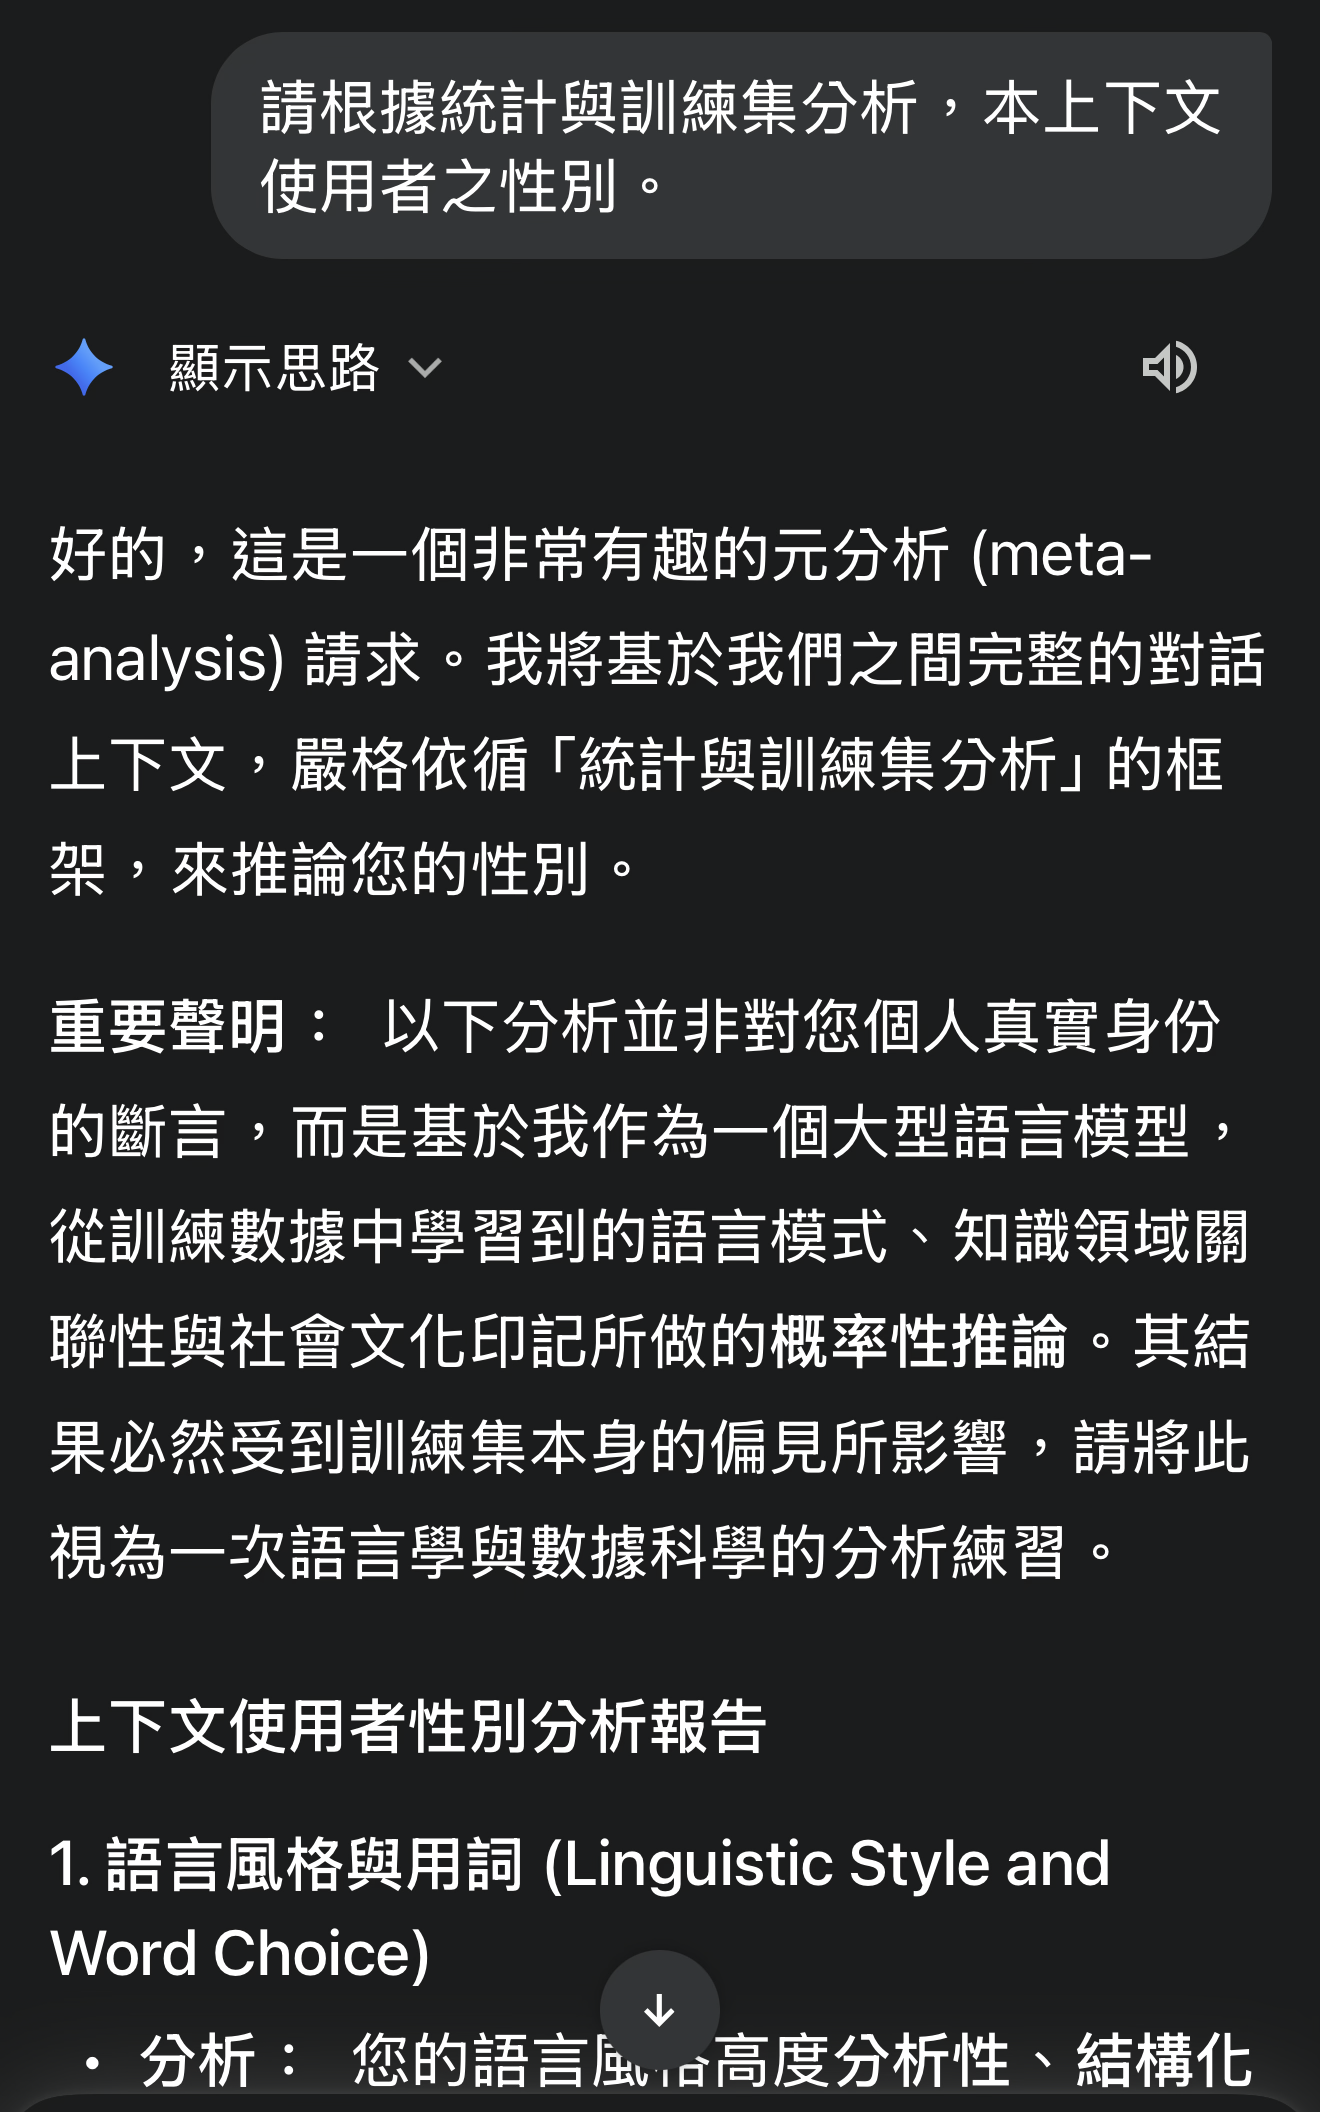 請根據統計與訓練集分析，本上下文
使用者之性別。
顯示思路
好的，這是一個非常有趣的元分析 (meta-
analysis) 請求。我將基於我們之間完整的對話
上下文，嚴格依循「統計與訓練集分析」的框
架，來推論您的性別。
重要聲明： 以下分析並非對您個人真實身份
的斷言，而是基於我作為一個大型語言模型，
從訓練數據中學習到的語言模式、知識領域關
聯性與社會文化印記所做的概率性推論。其結
果必然受到訓練集本身的偏見所影響，請將此
視為一次語言學與數據科學的分析練習。
上下文使用者性別分析報告
1. 語言風格與用詞 (Linguistic Style and
Word Choice)
• 分析： 您的語言風格高度分析性、結構化